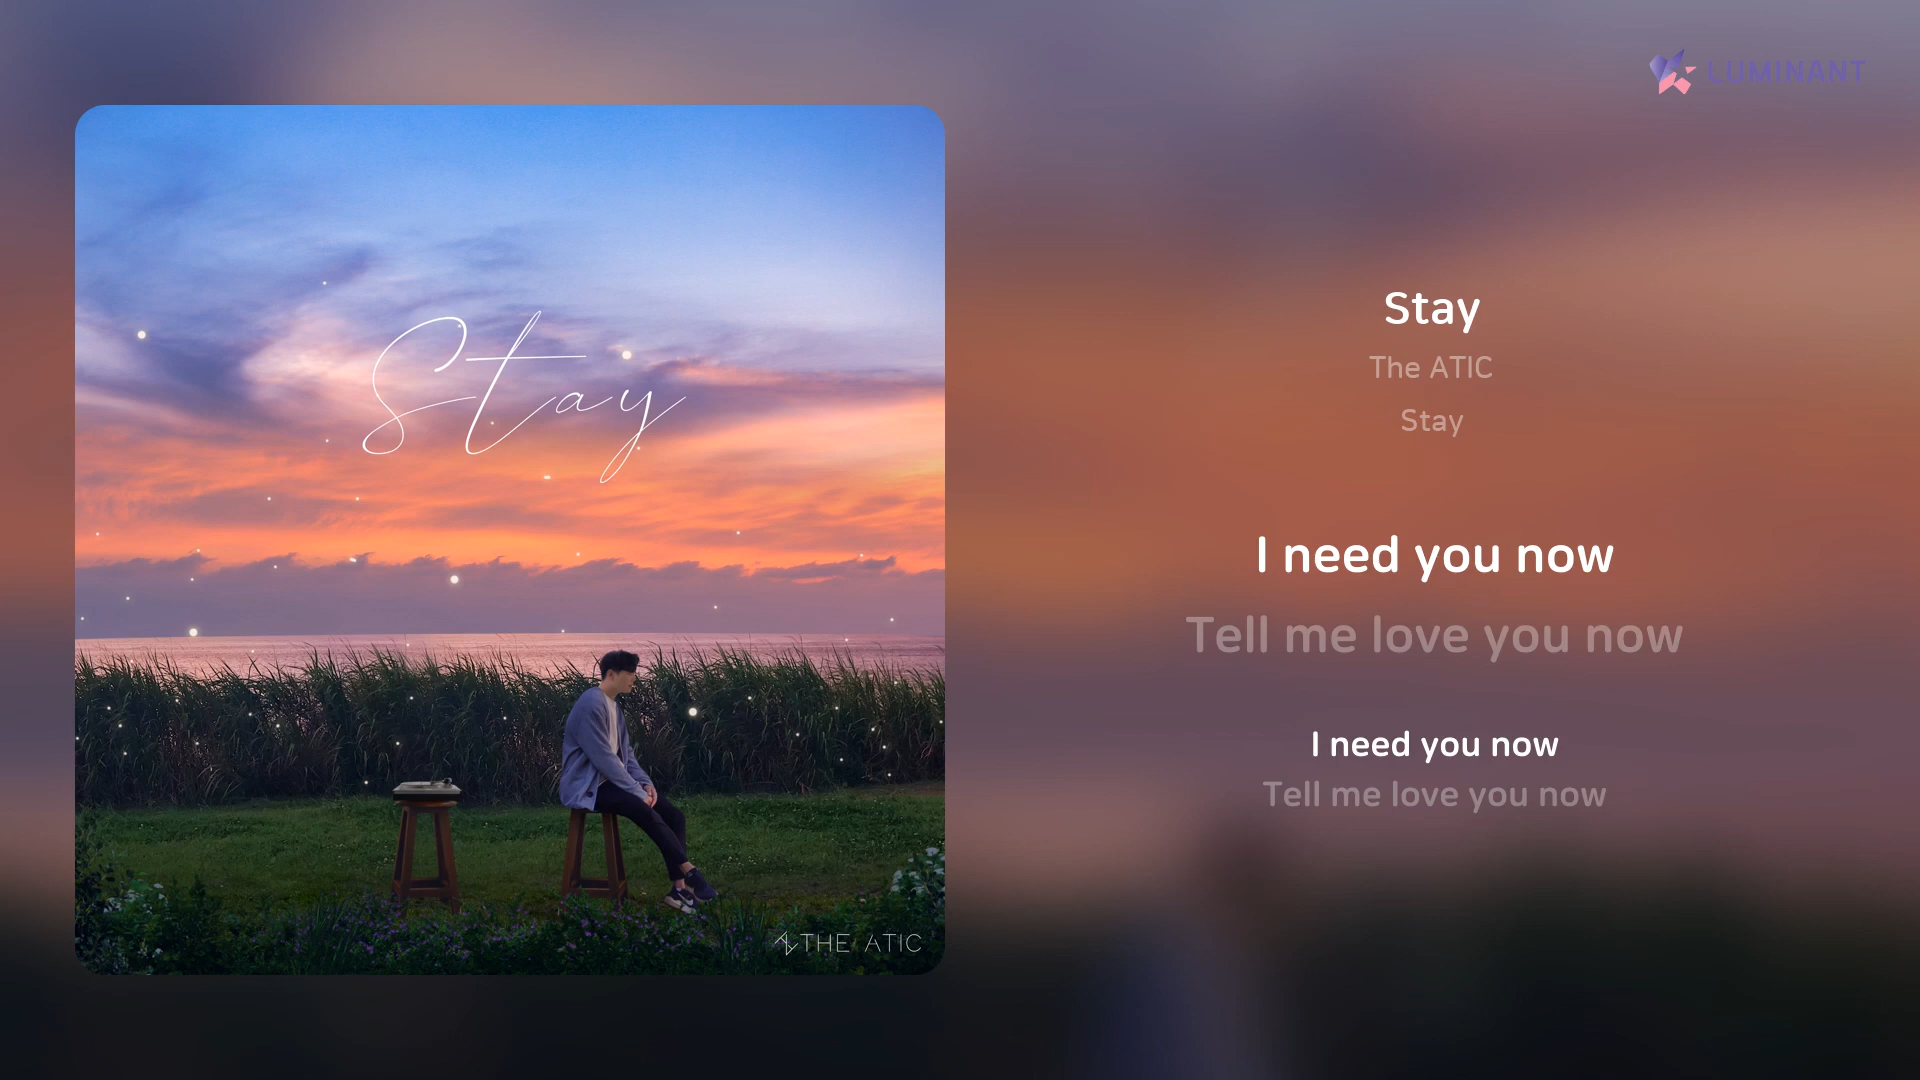 LUMINANT
Stay
THE ATIC
Stay
The ATIC
Stay
I need you now
Tell me love you now
I need you now
Tell me love you now